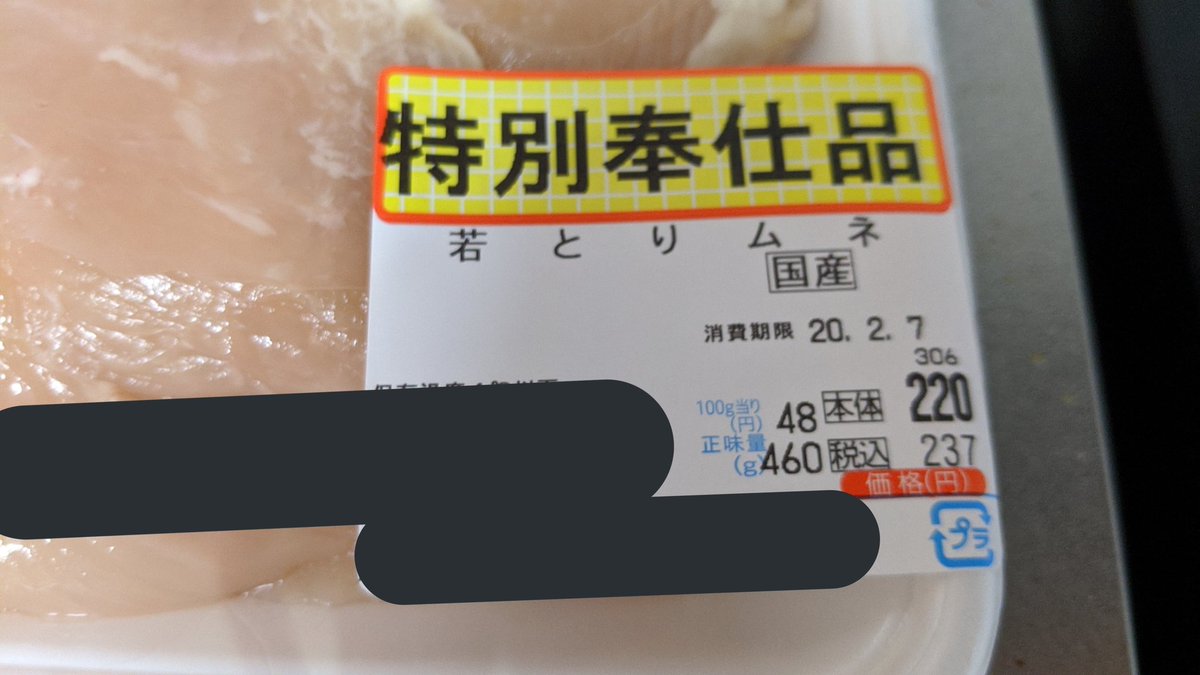 特別奉仕品
若とりムネ
国産
消費期限 20. 2. 7
306
100g当り
(円) 48 本体 220
正味量
(g) 460 税込 237
価格(円)
プラ